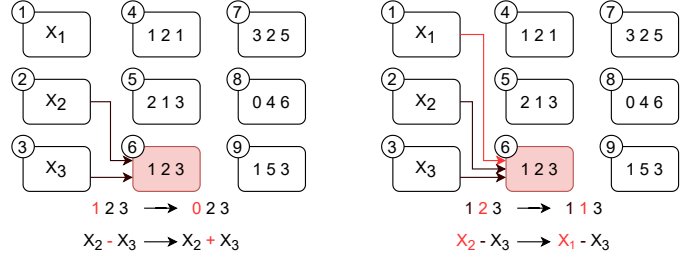 1 4 7
X₁ 1 2 1 3 2 5
2 5 8
X₂ 2 1 3 0 4 6
3 6 9
X₃ 1 2 3 1 5 3
1 2 3 → 0 2 3
X₂ - X₃ → X₂ + X₃
1 4 7
X₁ 1 2 1 3 2 5
2 5 8
X₂ 2 1 3 0 4 6
3 6 9
X₃ 1 2 3 1 5 3
1 2 3 → 1 1 3
X₂ - X₃ → X₁ - X₃